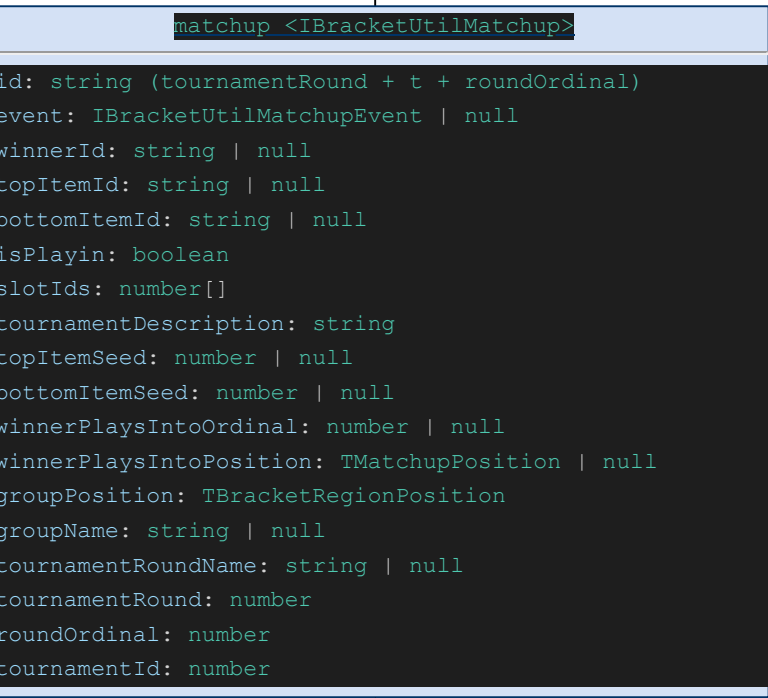 matchup <IBracketUtilMatchup>
id: string (tournamentRound + t + roundOrdinal)
event: IBracketUtilMatchupEvent | null
winnerId: string | null
topItemId: string | null
bottomItemId: string | null
isPlayin: boolean
slotIds: number[]
tournamentDescription: string
topItemSeed: number | null
bottomItemSeed: number | null
winnerPlaysIntoOrdinal: number | null
winnerPlaysIntoPosition: TMatchupPosition | null
groupPosition: TBracketRegionPosition
groupName: string | null
tournamentRoundName: string | null
tournamentRound: number
roundOrdinal: number
tournamentId: number